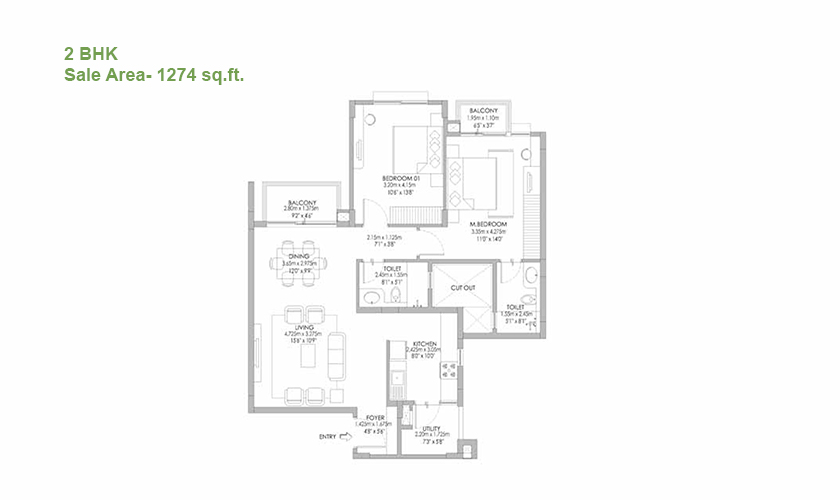 2 BHK
Sale Area- 1274 sq.ft.
BALCONY
1.95m x 1.10m
6'5" x 3'7"
BEDROOM 01
3.20m x 4.15m
10'6" x 13'8"
BALCONY
2.80m x 1.375m
9'2" x 4'6"
M.BEDROOM
3.35m x 4.275m
11'0" x 14'0"
2.15m x 1.125m
7'1" x 3'8"
DINING
3.65m x 2.975m
12'0" x 9'9"
TOILET
2.45m x 1.55m
8'1" x 5'1"
CUT OUT
TOILET
1.55m x 2.45m
5'1" x 8'1"
LIVING
4.725m x 3.275m
15'6" x 10'9"
KITCHEN
2.425m x 3.05m
8'0" x 10'0"
FOYER
1.425m x 1.675m
4'8" x 5'6"
ENTRY
UTILITY
2.20m x 1.725m
7'3" x 5'8"